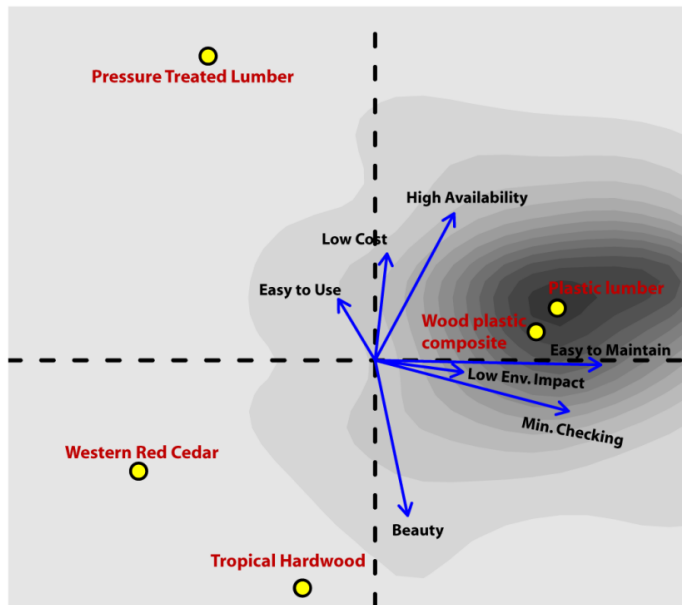 Pressure Treated Lumber
High Availability
Low Cost
Easy to Use
Plastic lumber
Wood plastic
composite
Easy to Maintain
Low Env. Impact
Min. Checking
Western Red Cedar
Beauty
Tropical Hardwood